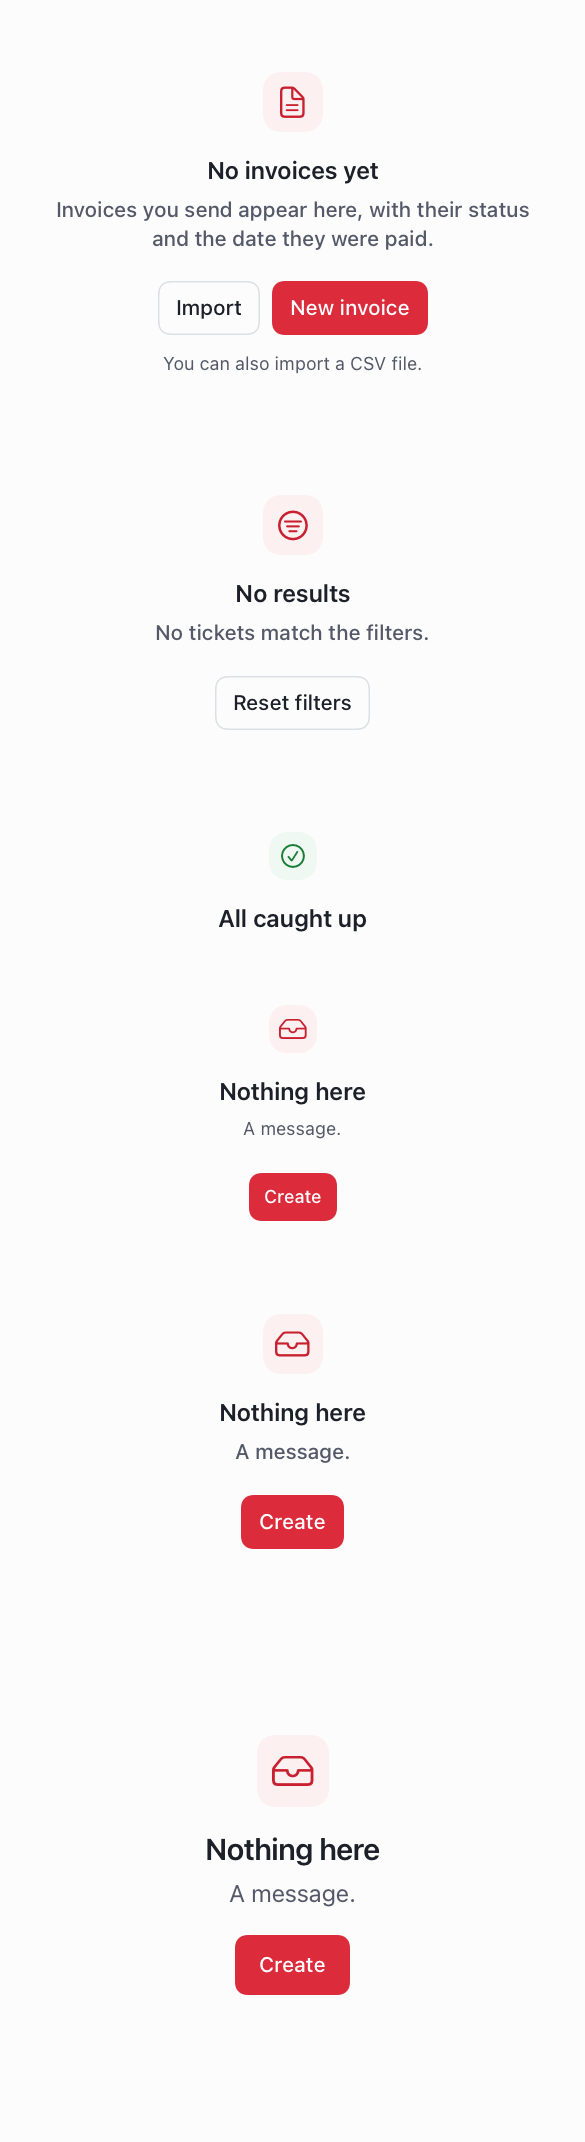 No invoices yet
Invoices you send appear here, with their status
and the date they were paid.
Import
New invoice
You can also import a CSV file.
No results
No tickets match the filters.
Reset filters
All caught up
Nothing here
A message.
Create
Nothing here
A message.
Create
Nothing here
A message.
Create